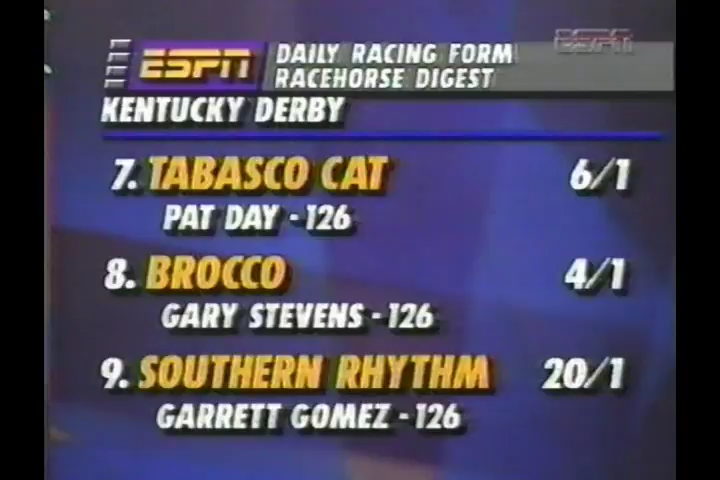 ESPN DAILY RACING FORM ESPN
RACEHORSE DIGEST
KENTUCKY DERBY
7. TABASCO CAT 6/1
PAT DAY - 126
8. BROCCO 4/1
GARY STEVENS - 126
9. SOUTHERN RHYTHM 20/1
GARRETT GOMEZ - 126